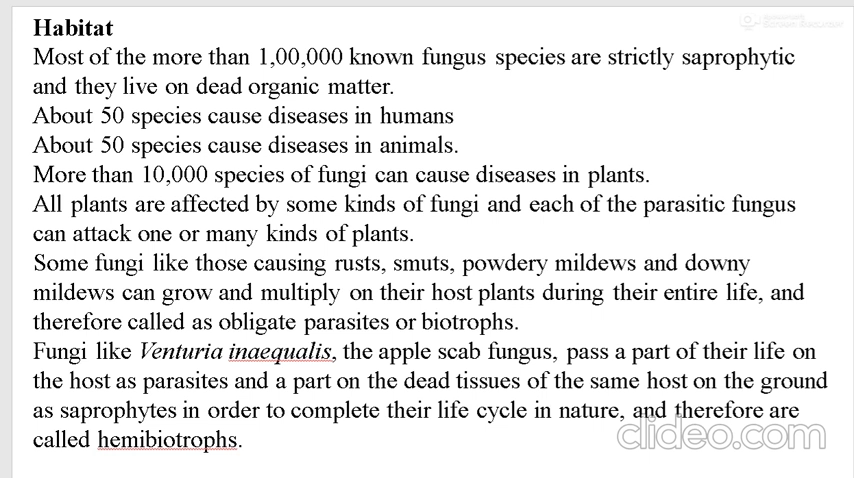 Habitat
Most of the more than 1,00,000 known fungus species are strictly saprophytic
and they live on dead organic matter.
About 50 species cause diseases in humans
About 50 species cause diseases in animals.
More than 10,000 species of fungi can cause diseases in plants.
All plants are affected by some kinds of fungi and each of the parasitic fungus
can attack one or many kinds of plants.
Some fungi like those causing rusts, smuts, powdery mildews and downy
mildews can grow and multiply on their host plants during their entire life, and
therefore called as obligate parasites or biotrophs.
Fungi like Venturia inaequalis, the apple scab fungus, pass a part of their life on
the host as parasites and a part on the dead tissues of the same host on the ground
as saprophytes in order to complete their life cycle in nature, and therefore are
called hemibiotrophs.
clideo.com